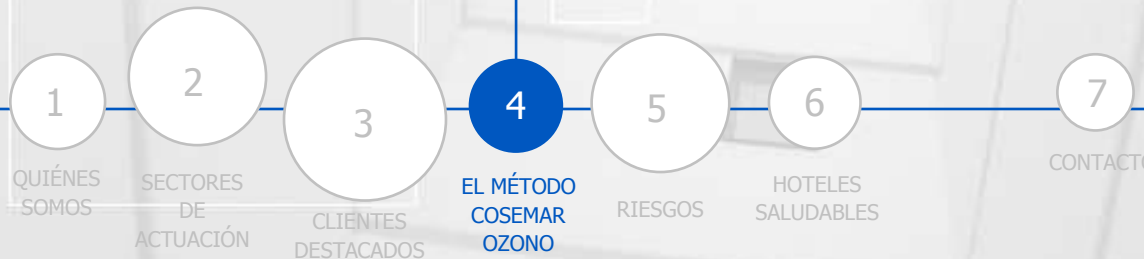 1
QUIÉNES
SOMOS
2
SECTORES
DE
ACTUACIÓN
3
CLIENTES
DESTACADOS
4
EL MÉTODO
COSEMAR
OZONO
5
RIESGOS
6
HOTELES
SALUDABLES
7
CONTACTO